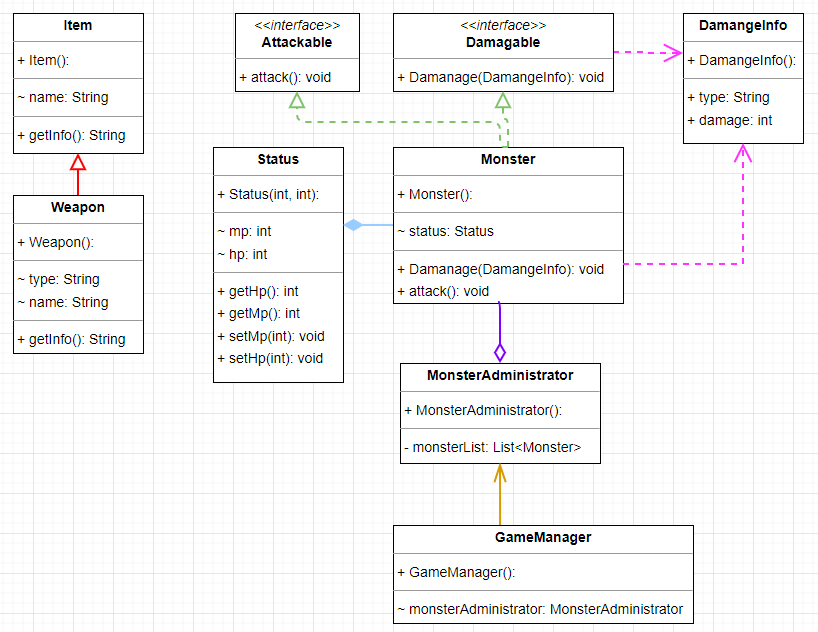 Item
+ Item():
~ name: String
+ getInfo(): String
Weapon
+ Weapon():
~ type: String
~ name: String
+ getInfo(): String
<<interface>>
Attackable
+ attack(): void
<<interface>>
Damagable
+ Damanage(DamangeInfo): void
DamangeInfo
+ DamangeInfo():
+ type: String
+ damage: int
Status
+ Status(int, int):
~ mp: int
~ hp: int
+ getHp(): int
+ getMp(): int
+ setMp(int): void
+ setHp(int): void
Monster
+ Monster():
~ status: Status
+ Damanage(DamangeInfo): void
+ attack(): void
MonsterAdministrator
+ MonsterAdministrator():
- monsterList: List<Monster>
GameManager
+ GameManager():
~ monsterAdministrator: MonsterAdministrator